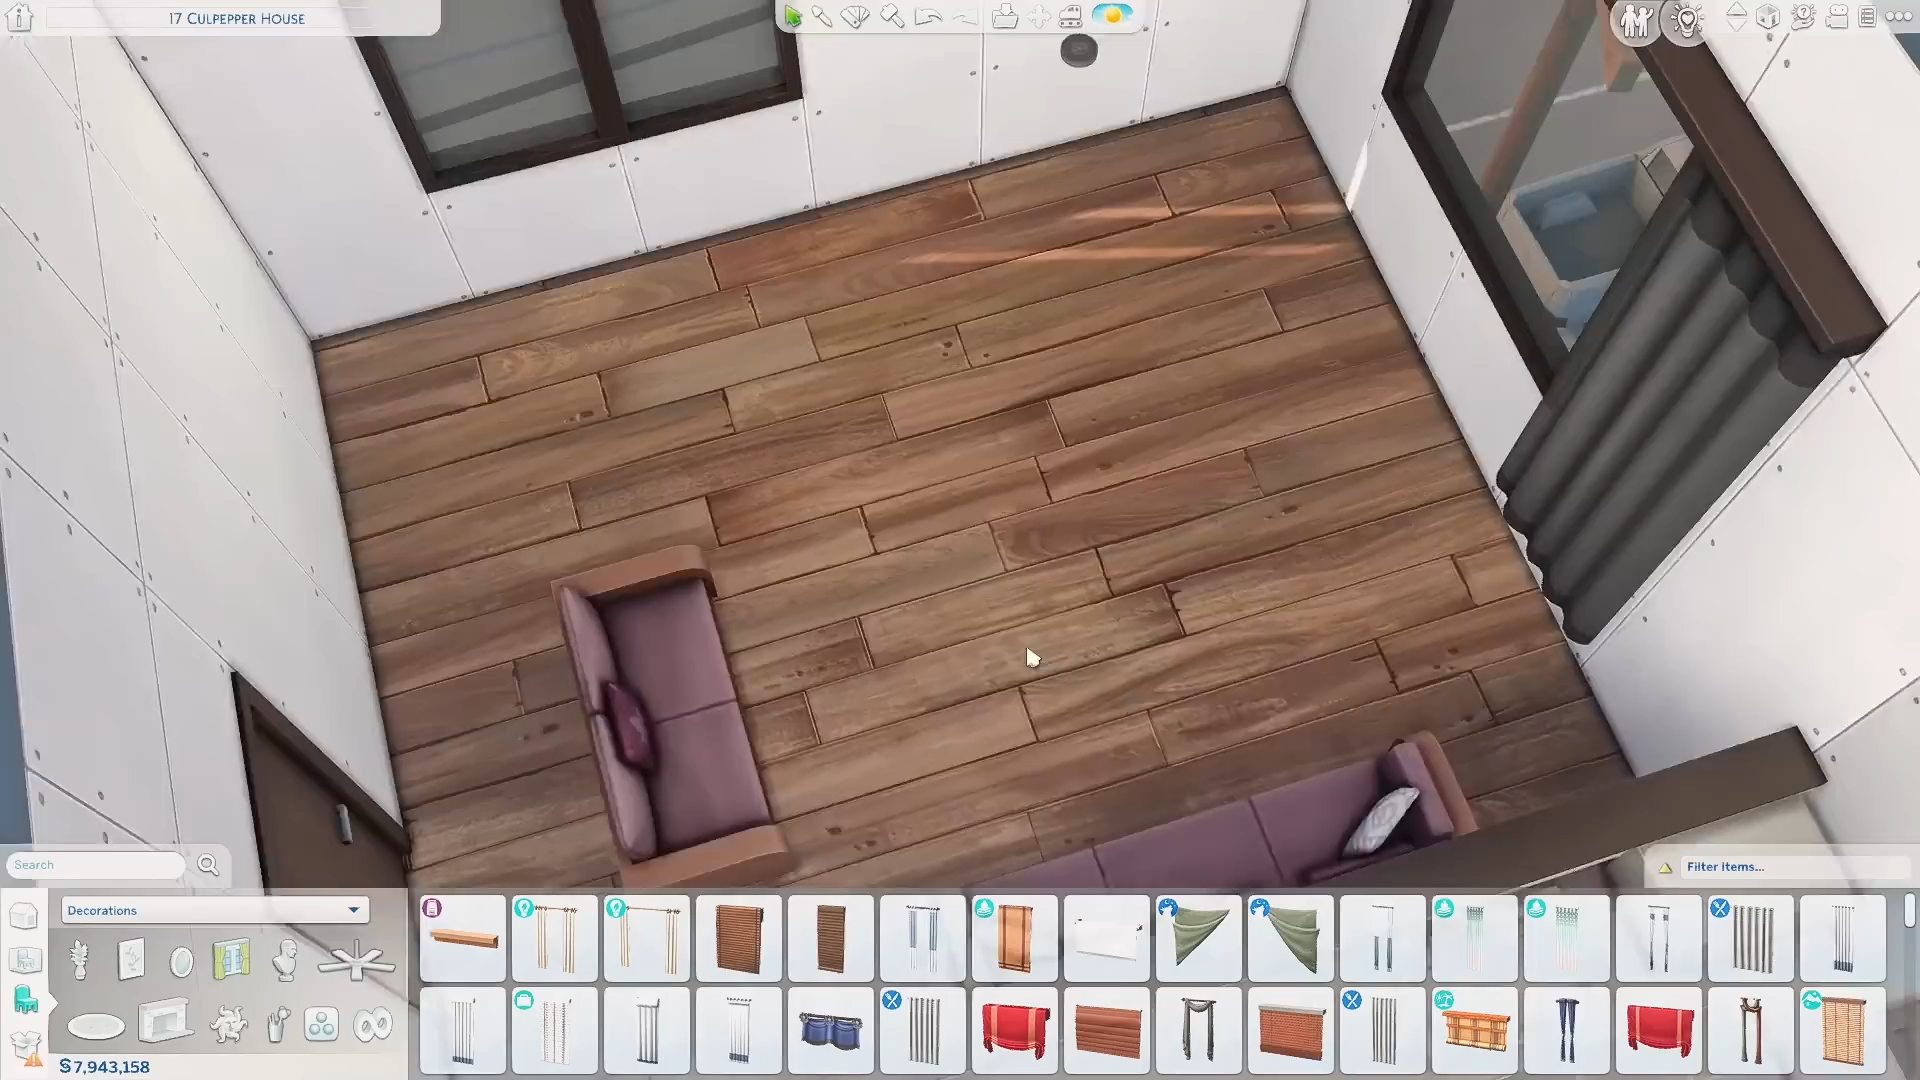 17 Culpepper House
Search
Filter Items...
Decorations
§7,943,158